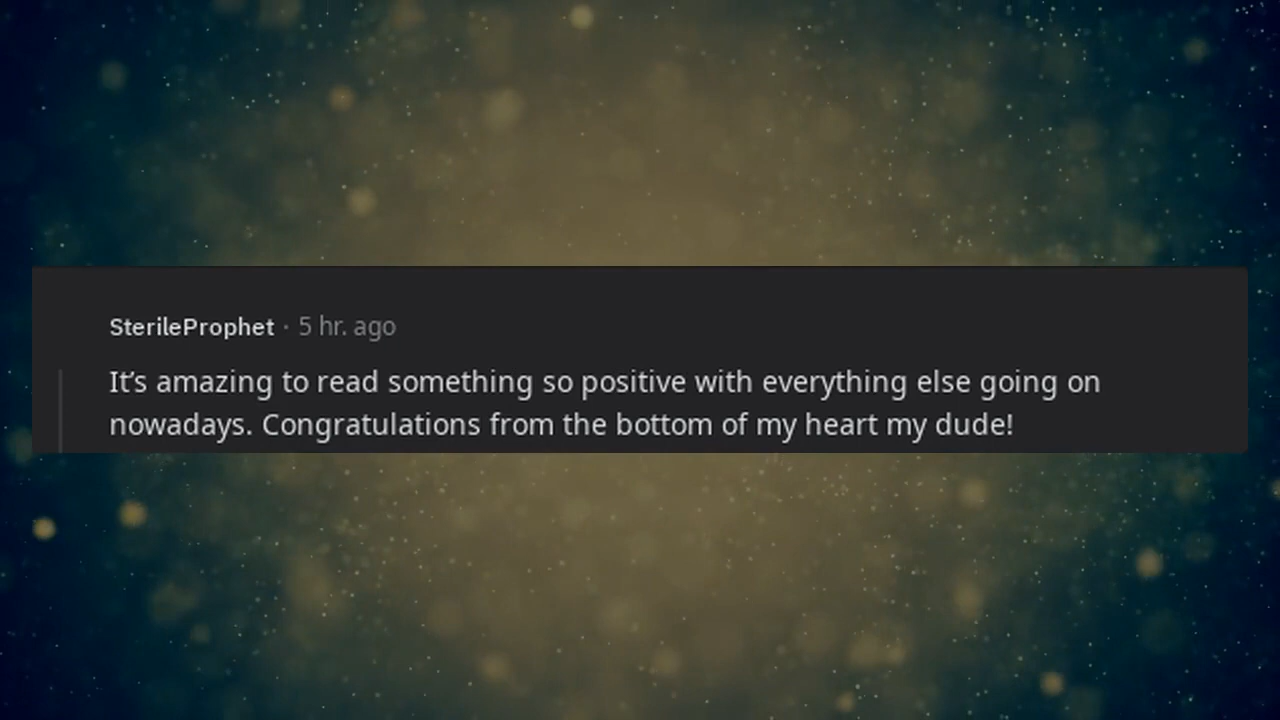 SterileProphet · 5 hr. ago
It’s amazing to read something so positive with everything else going on
nowadays. Congratulations from the bottom of my heart my dude!